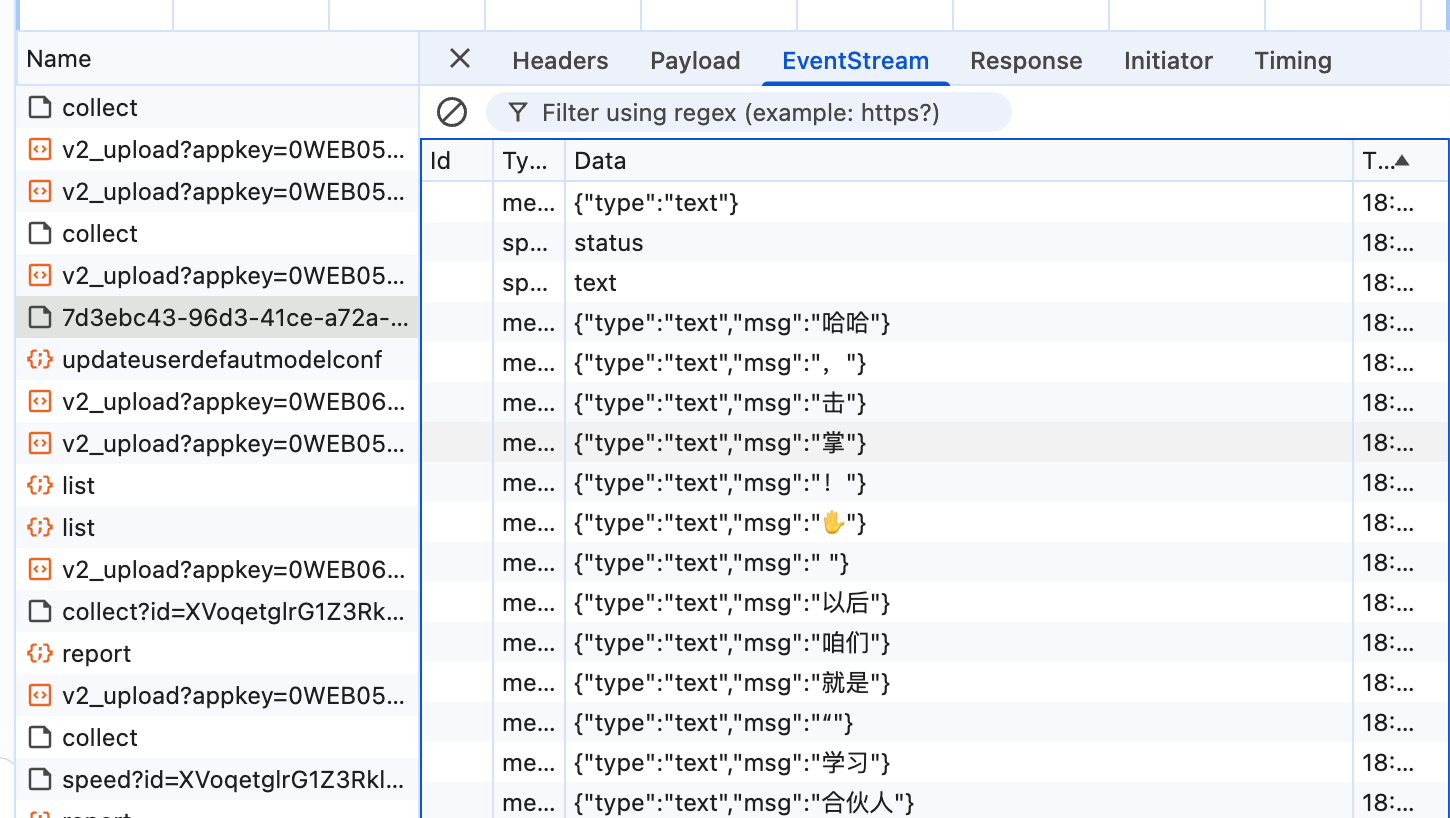 Name
collect
v2_upload?appkey=0WEB05...
v2_upload?appkey=0WEB05...
collect
v2_upload?appkey=0WEB05...
7d3ebc43-96d3-41ce-a72a-...
updateuserdefautmodelconf
v2_upload?appkey=0WEB06...
v2_upload?appkey=0WEB05...
list
list
v2_upload?appkey=0WEB06...
collect?id=XVoqetglrG1Z3Rk...
report
v2_upload?appkey=0WEB05...
collect
speed?id=XVoqetglrG1Z3Rkl...
report
Headers Payload EventStream Response Initiator Timing
Filter using regex (example: https?)
Id Ty... Data T...
me... {"type":"text"} 18:...
sp... status 18:...
sp... text 18:...
me... {"type":"text","msg":"哈哈"} 18:...
me... {"type":"text","msg":"，"} 18:...
me... {"type":"text","msg":"击"} 18:...
me... {"type":"text","msg":"掌"} 18:...
me... {"type":"text","msg":"！"} 18:...
me... {"type":"text","msg":"✋"} 18:...
me... {"type":"text","msg":" "} 18:...
me... {"type":"text","msg":"以后"} 18:...
me... {"type":"text","msg":"咱们"} 18:...
me... {"type":"text","msg":"就是"} 18:...
me... {"type":"text","msg":"“"} 18:...
me... {"type":"text","msg":"学习"} 18:...
me... {"type":"text","msg":"合伙人"} 18:...